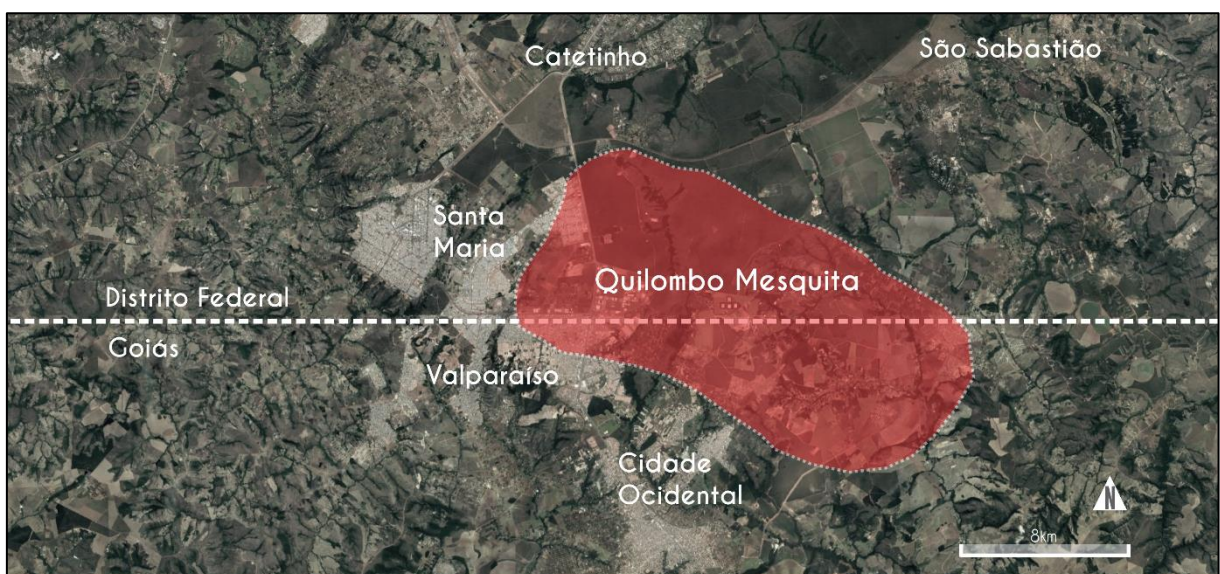 Catetinho
São Sabastião
Santa
Maria
Quilombo Mesquita
Distrito Federal
Goiás
Valparaíso
Cidade
Ocidental
N
8km